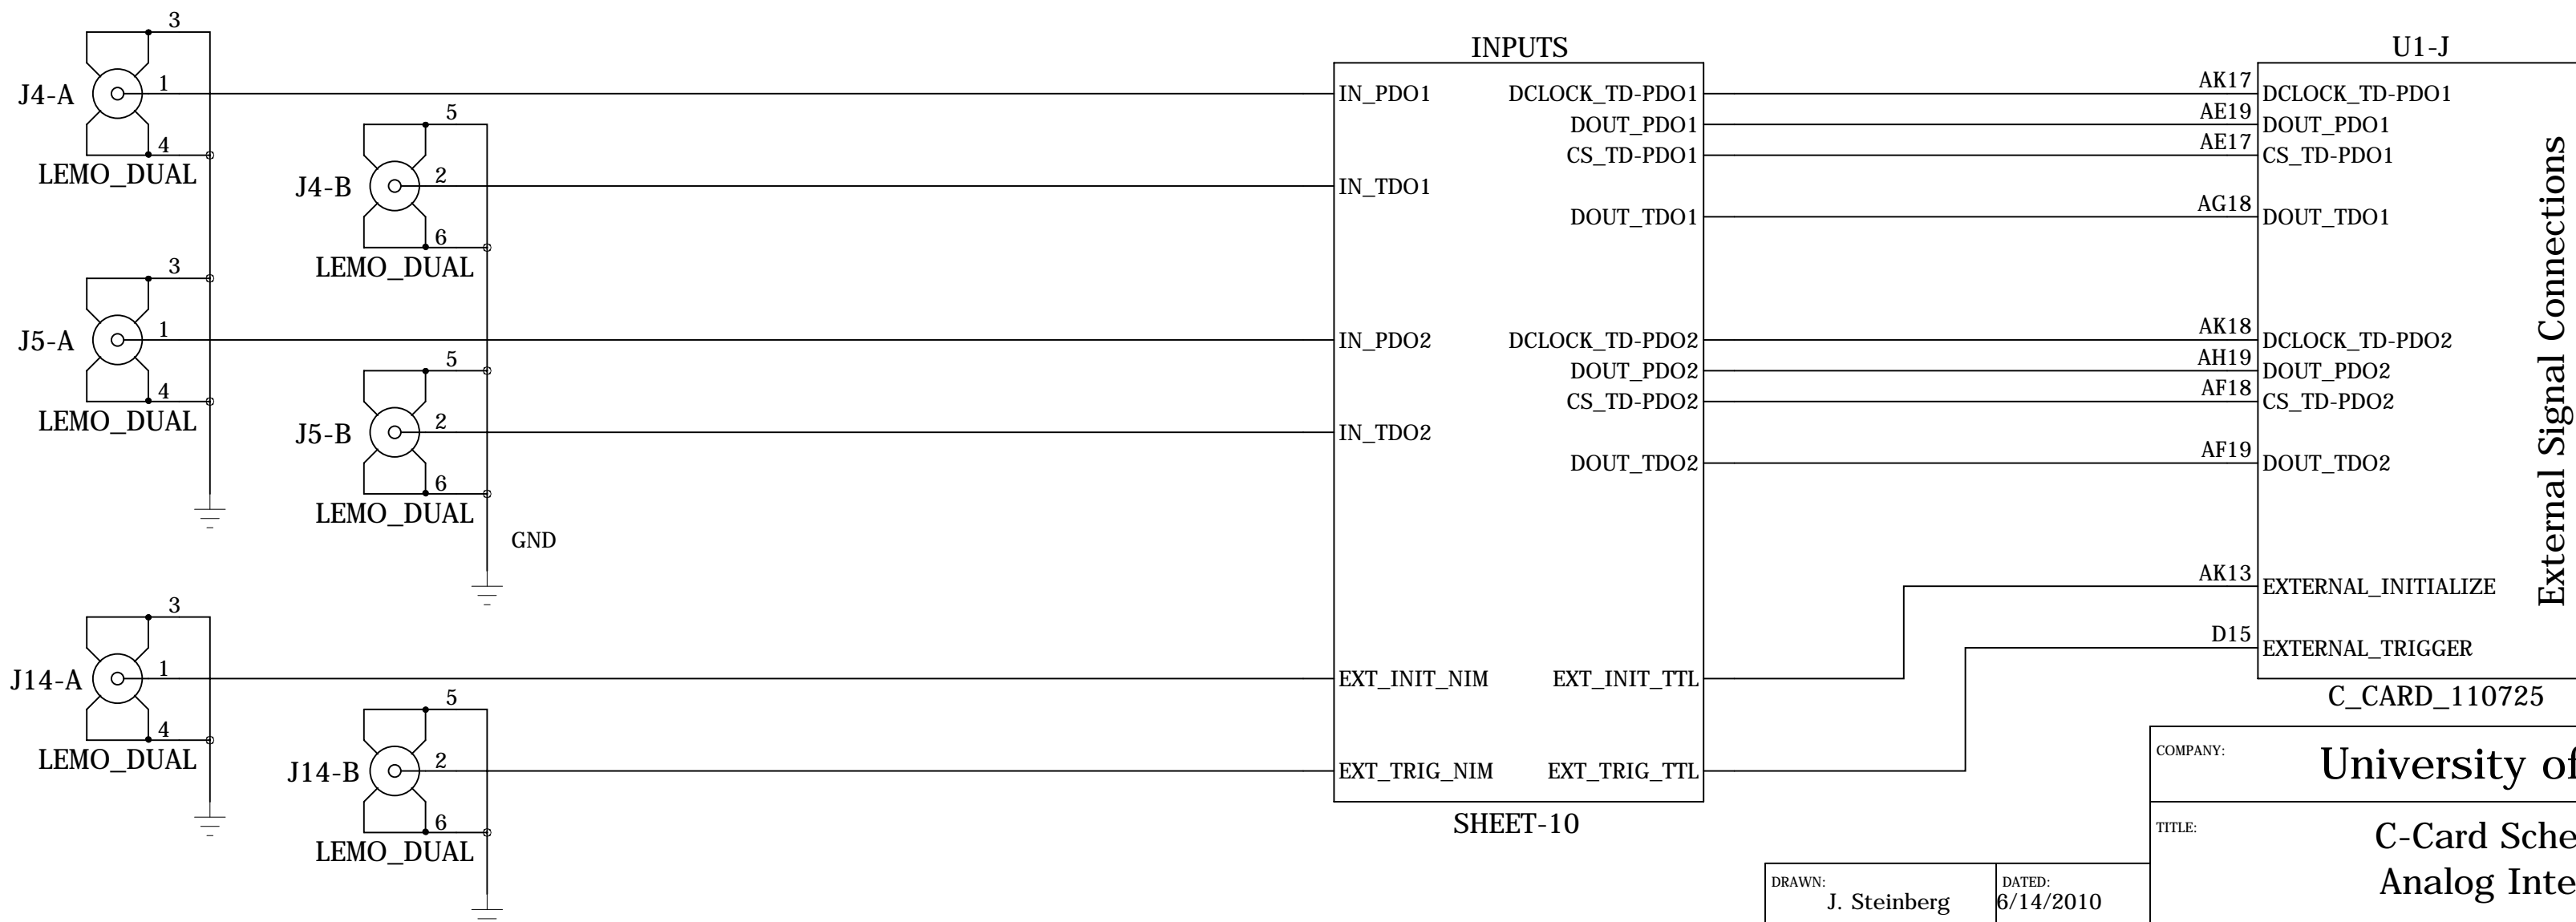 3
INPUTS
U1-J
J4-A
1
IN_PDO1
DCLOCK_TD-PDO1
AK17
DCLOCK_TD-PDO1
5
DOUT_PDO1
AE19
DOUT_PDO1
4
CS_TD-PDO1
AE17
CS_TD-PDO1
LEMO_DUAL
J4-B
2
IN_TDO1
DOUT_TDO1
AG18
DOUT_TDO1
6
LEMO_DUAL
External Signal Connections
3
J5-A
1
IN_PDO2
DCLOCK_TD-PDO2
AK18
DCLOCK_TD-PDO2
5
DOUT_PDO2
AH19
DOUT_PDO2
4
CS_TD-PDO2
AF18
CS_TD-PDO2
LEMO_DUAL
J5-B
2
IN_TDO2
DOUT_TDO2
AF19
DOUT_TDO2
6
LEMO_DUAL
GND
AK13
EXTERNAL_INITIALIZE
3
D15
EXTERNAL_TRIGGER
J14-A
1
EXT_INIT_NIM
EXT_INIT_TTL
C_CARD_110725
5
4
LEMO_DUAL
J14-B
2
EXT_TRIG_NIM
EXT_TRIG_TTL
6
LEMO_DUAL
SHEET-10
COMPANY:
University of
TITLE:
C-Card Sche
Analog Inte
DRAWN:
J. Steinberg
DATED:
6/14/2010